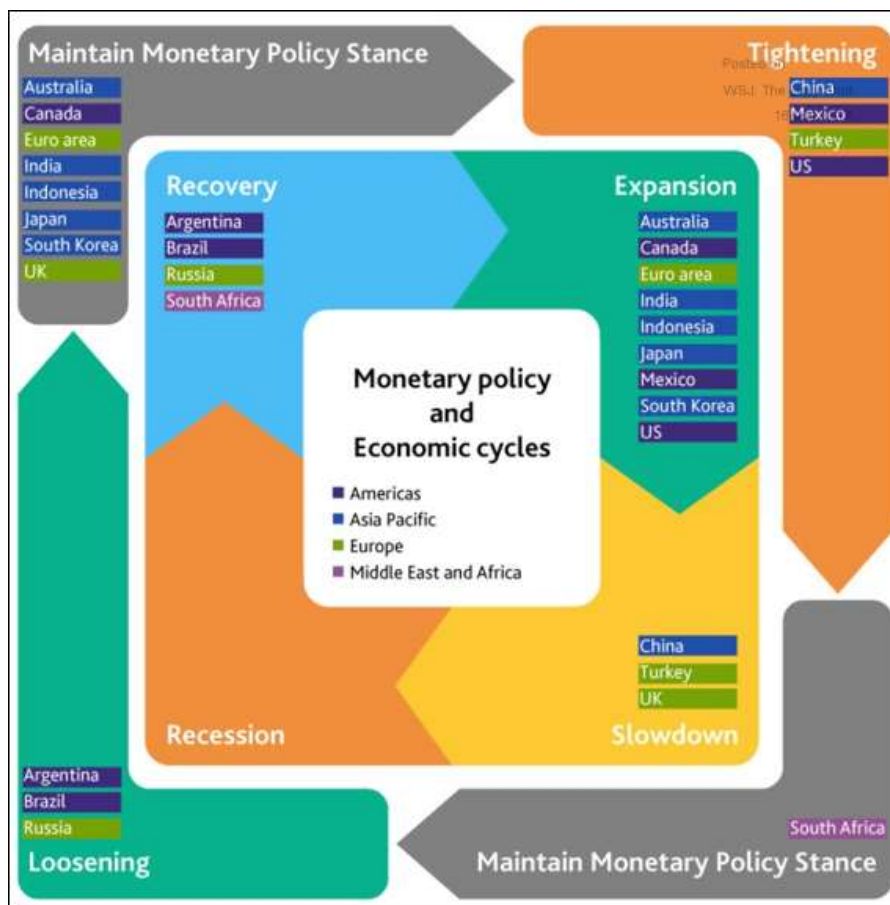 Maintain Monetary Policy Stance
Australia
Canada
Euro area
India
Indonesia
Japan
South Korea
UK
Tightening
Posted
WSJ: The
China
Mexico
Turkey
US
Recovery
Argentina
Brazil
Russia
South Africa
Expansion
Australia
Canada
Euro area
India
Indonesia
Japan
Mexico
South Korea
US
Monetary policy
and
Economic cycles
Americas
Asia Pacific
Europe
Middle East and Africa
Recession
China
Turkey
UK
Slowdown
Argentina
Brazil
Russia
Loosening
South Africa
Maintain Monetary Policy Stance